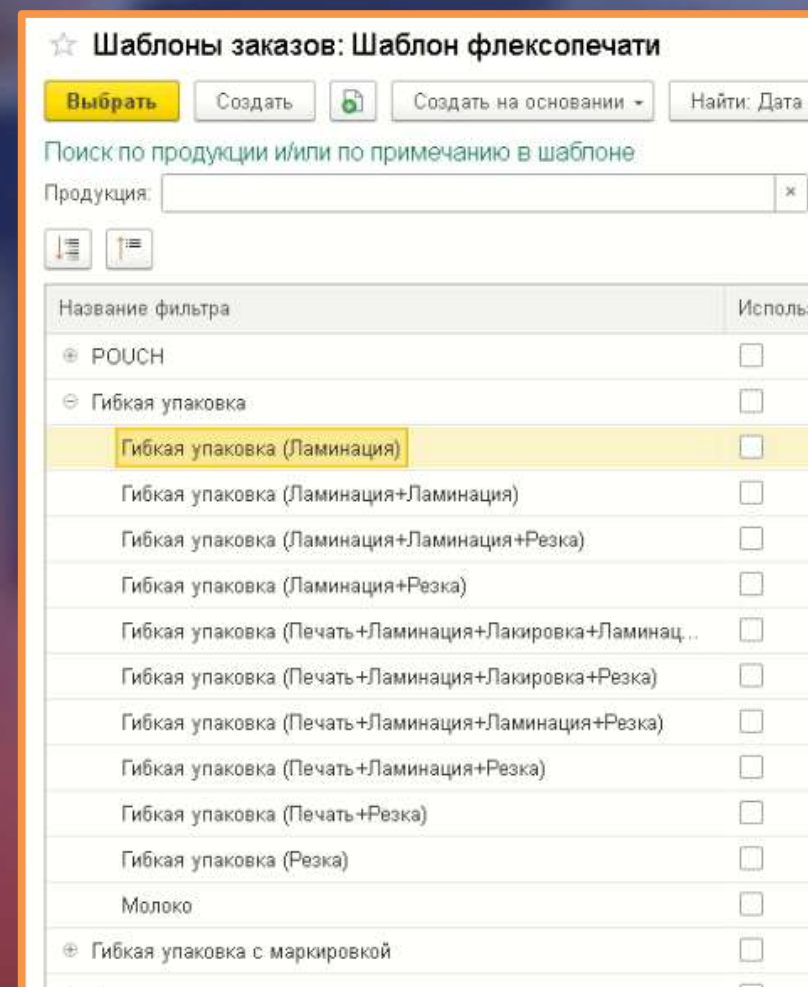 Шаблоны заказов: Шаблон флексопечати
Выбрать Создать Создать на основании Найти: Дата
Поиск по продукции и/или по примечанию в шаблоне
Продукция:
Название фильтра Исполь
POUCH
Гибкая упаковка
Гибкая упаковка (Ламинация)
Гибкая упаковка (Ламинация+Ламинация)
Гибкая упаковка (Ламинация+Ламинация+Резка)
Гибкая упаковка (Ламинация+Резка)
Гибкая упаковка (Печать+Ламинация+Лакировка+Ламинац...
Гибкая упаковка (Печать+Ламинация+Лакировка+Резка)
Гибкая упаковка (Печать+Ламинация+Ламинация+Резка)
Гибкая упаковка (Печать+Ламинация+Резка)
Гибкая упаковка (Печать+Резка)
Гибкая упаковка (Резка)
Молоко
Гибкая упаковка с маркировкой